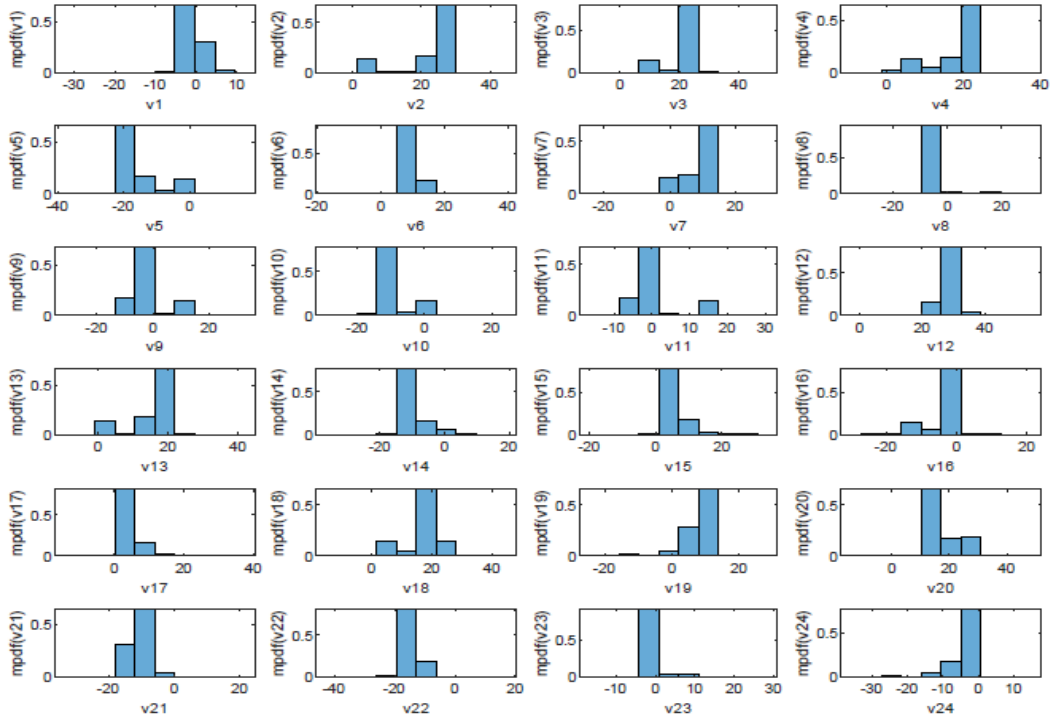 mpdf(v1) 0.5 0 -30 -20 -10 0 10 v1
mpdf(v2) 0.5 0 0 20 40 v2
mpdf(v3) 0.5 0 0 20 40 v3
mpdf(v4) 0.5 0 0 20 40 v4
mpdf(v5) 0.5 0 -40 -20 0 v5
mpdf(v6) 0.5 0 -20 0 20 40 v6
mpdf(v7) 0.5 0 -20 0 20 v7
mpdf(v8) 0.5 0 -20 0 20 40 v8
mpdf(v9) 0.5 0 -20 0 20 v9
mpdf(v10) 0.5 0 -20 0 20 v10
mpdf(v11) 0.5 0 -10 0 10 20 30 v11
mpdf(v12) 0.5 0 0 20 40 v12
mpdf(v13) 0.5 0 0 20 40 v13
mpdf(v14) 0.5 0 -20 0 20 v14
mpdf(v15) 0.5 0 -20 0 20 v15
mpdf(v16) 0.5 0 -20 0 20 v16
mpdf(v17) 0.5 0 0 20 40 v17
mpdf(v18) 0.5 0 0 20 40 v18
mpdf(v19) 0.5 0 -20 0 20 v19
mpdf(v20) 0.5 0 0 20 40 v20
mpdf(v21) 0.5 0 -20 0 20 v21
mpdf(v22) 0.5 0 -40 -20 0 20 v22
mpdf(v23) 0.5 0 -10 0 10 20 30 v23
mpdf(v24) 0.5 0 -30 -20 -10 0 10 v24